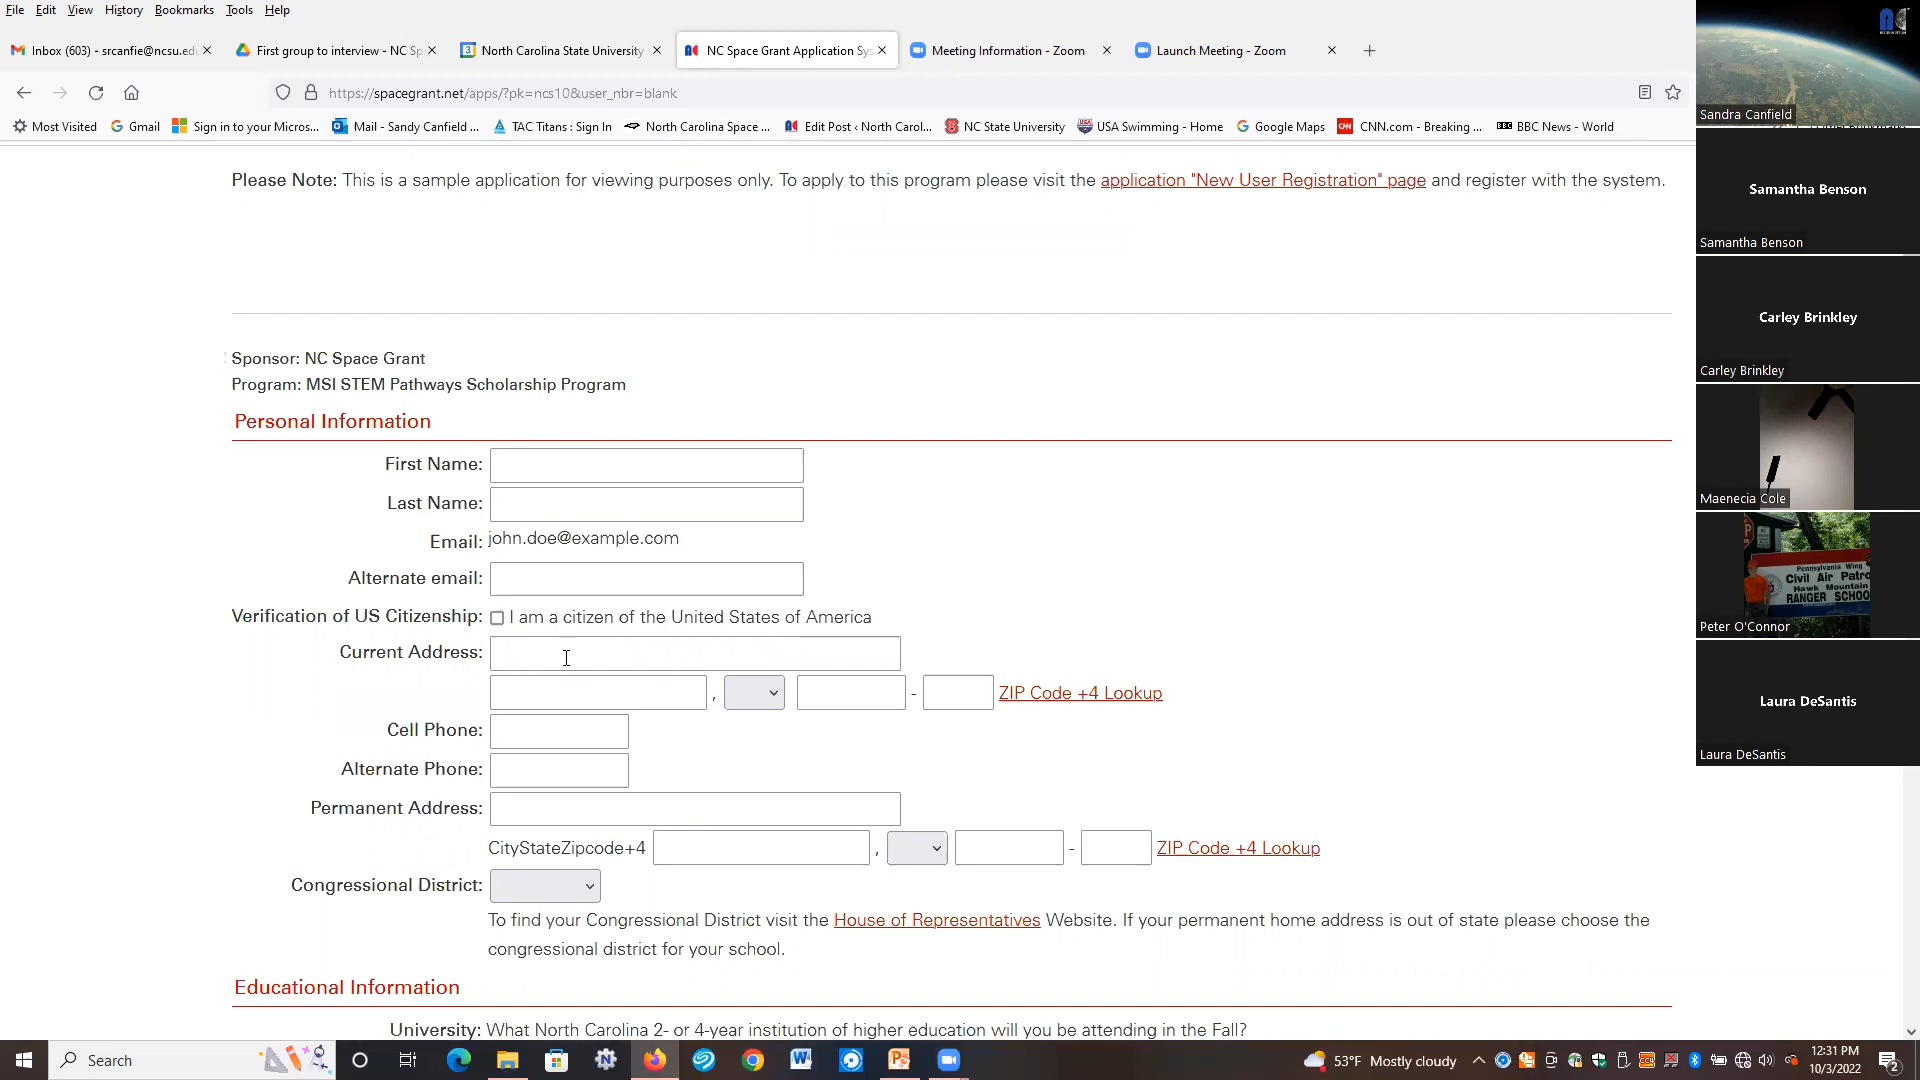 File Edit View History Bookmarks Tools Help
Inbox (603) - srcanfie@ncsu.ed
First group to interview - NC Sp
North Carolina State University
NC Space Grant Application Sys
Meeting Information - Zoom
Launch Meeting - Zoom
https://spacegrant.net/apps/?pk=ncs10&user_nbr=blank
Most Visited Gmail Sign in to your Micros... Mail - Sandy Canfield ... TAC Titans : Sign In North Carolina Space ... Edit Post ‹ North Carol... NC State University USA Swimming - Home Google Maps CNN.com - Breaking ... BBC News - World
Please Note: This is a sample application for viewing purposes only. To apply to this program please visit the application "New User Registration" page and register with the system.
Sponsor: NC Space Grant
Program: MSI STEM Pathways Scholarship Program
Personal Information
First Name:
Last Name:
Email: john.doe@example.com
Alternate email:
Verification of US Citizenship: I am a citizen of the United States of America
Current Address:
, - ZIP Code +4 Lookup
Cell Phone:
Alternate Phone:
Permanent Address:
CityStateZipcode+4 , - ZIP Code +4 Lookup
Congressional District:
To find your Congressional District visit the House of Representatives Website. If your permanent home address is out of state please choose the
congressional district for your school.
Educational Information
University: What North Carolina 2- or 4-year institution of higher education will you be attending in the Fall?
Sandra Canfield
Samantha Benson
Samantha Benson
Carley Brinkley
Carley Brinkley
Maenecia Cole
Pennsylvania Wing
Civil Air Patro
Hawk Mountain
RANGER SCHOO
Peter O'Connor
Laura DeSantis
Laura DeSantis
Search
53°F Mostly cloudy
12:31 PM
10/3/2022
2